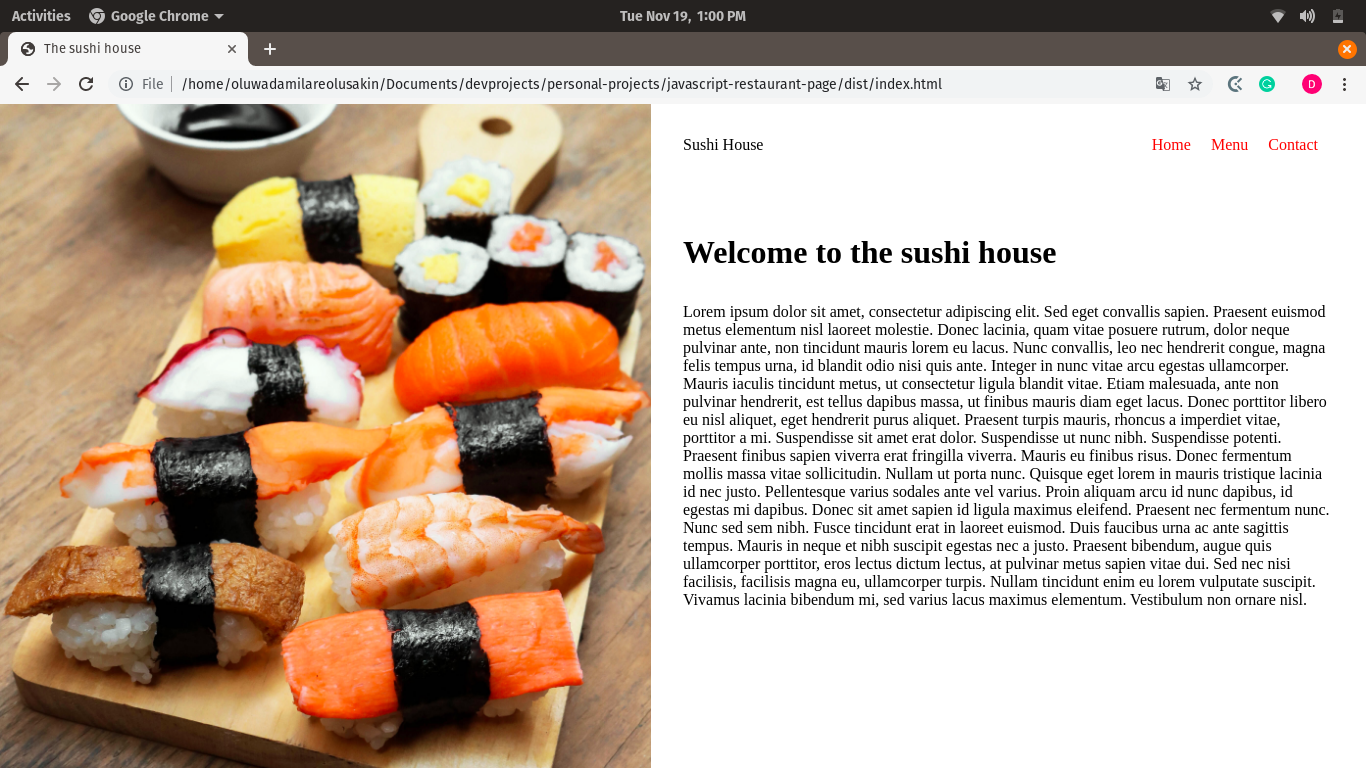 Activities Google Chrome Tue Nov 19, 1:00 PM
The sushi house
File /home/oluwadamilareolusakin/Documents/devprojects/personal-projects/javascript-restaurant-page/dist/index.html D
Sushi House Home Menu Contact
Welcome to the sushi house
Lorem ipsum dolor sit amet, consectetur adipiscing elit. Sed eget convallis sapien. Praesent euismod
metus elementum nisl laoreet molestie. Donec lacinia, quam vitae posuere rutrum, dolor neque
pulvinar ante, non tincidunt mauris lorem eu lacus. Nunc convallis, leo nec hendrerit congue, magna
felis tempus urna, id blandit odio nisi quis ante. Integer in nunc vitae arcu egestas ullamcorper.
Mauris iaculis tincidunt metus, ut consectetur ligula blandit vitae. Etiam malesuada, ante non
pulvinar hendrerit, est tellus dapibus massa, ut finibus mauris diam eget lacus. Donec porttitor libero
eu nisl aliquet, eget hendrerit purus aliquet. Praesent turpis mauris, rhoncus a imperdiet vitae,
porttitor a mi. Suspendisse sit amet erat dolor. Suspendisse ut nunc nibh. Suspendisse potenti.
Praesent finibus sapien viverra erat fringilla viverra. Mauris eu finibus risus. Donec fermentum
mollis massa vitae sollicitudin. Nullam ut porta nunc. Quisque eget lorem in mauris tristique lacinia
id nec justo. Pellentesque varius sodales ante vel varius. Proin aliquam arcu id nunc dapibus, id
egestas mi dapibus. Donec sit amet sapien id ligula maximus eleifend. Praesent nec fermentum nunc.
Nunc sed sem nibh. Fusce tincidunt erat in laoreet euismod. Duis faucibus urna ac ante sagittis
tempus. Mauris in neque et nibh suscipit egestas nec a justo. Praesent bibendum, augue quis
ullamcorper porttitor, eros lectus dictum lectus, at pulvinar metus sapien vitae dui. Sed nec nisi
facilisis, facilisis magna eu, ullamcorper turpis. Nullam tincidunt enim eu lorem vulputate suscipit.
Vivamus lacinia bibendum mi, sed varius lacus maximus elementum. Vestibulum non ornare nisl.